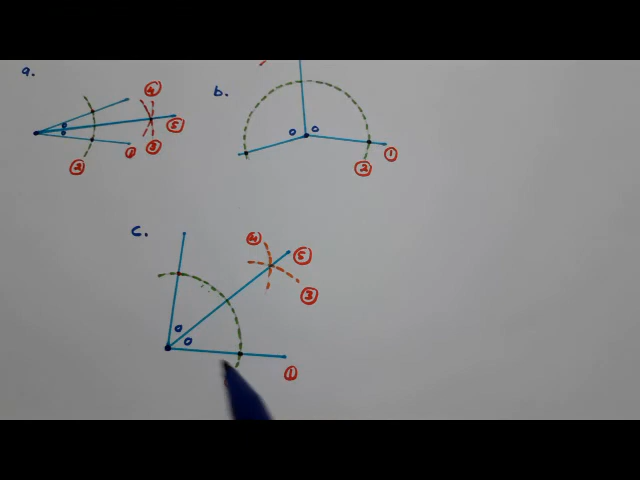 a.
④
o
o
⑤
①
③
②
b.
o o
①
②
c.
④
⑤
③
o
o
①